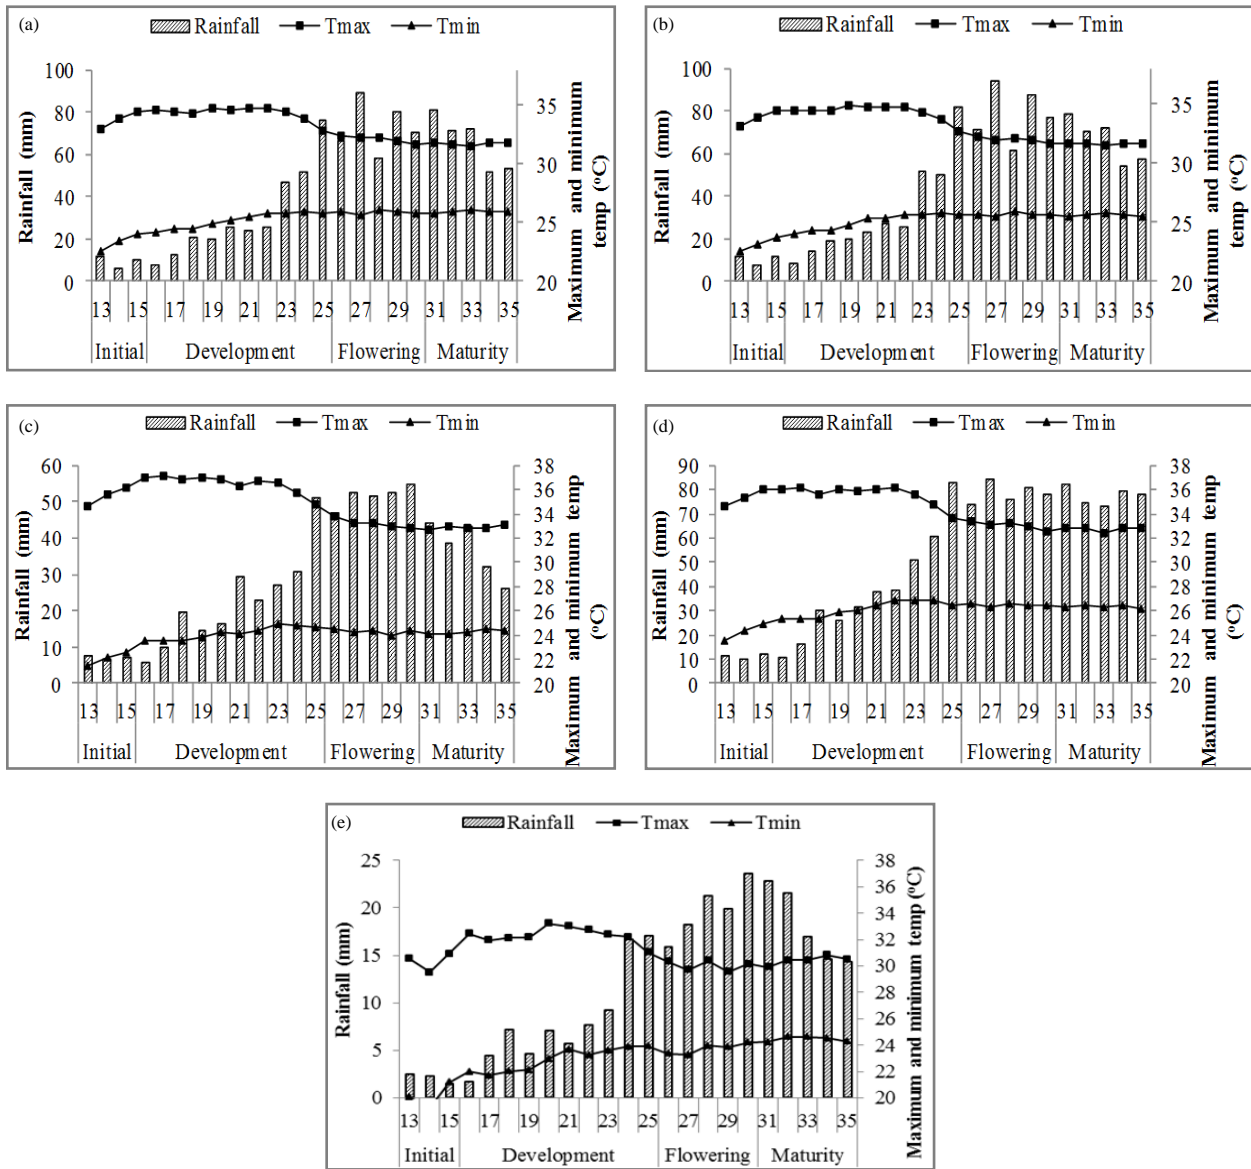 (a)
Rainfall Tmax Tmin
Rainfall (mm)
100
80
60
40
20
0
35
30
25
20
Maximum and minimum
temp (°C)
13 15 17 19 21 23 25 27 29 31 33 35
Initial Development Flowering Maturity
(b)
Rainfall Tmax Tmin
Rainfall (mm)
100
80
60
40
20
0
35
30
25
20
Maximum and minimum
temp (°C)
13 15 17 19 21 23 25 27 29 31 33 35
Initial Development Flowering Maturity
(c)
Rainfall Tmax Tmin
Rainfall (mm)
60
50
40
30
20
10
0
38
36
34
32
30
28
26
24
22
20
Maximum and minimum temp
(°C)
13 15 17 19 21 23 25 27 29 31 33 35
Initial Development Flowering Maturity
(d)
Rainfall Tmax Tmin
Rainfall (mm)
90
80
70
60
50
40
30
20
10
0
38
36
34
32
30
28
26
24
22
20
Maximum and minimum temp
(°C)
13 15 17 19 21 23 25 27 29 31 33 35
Initial Development Flowering Maturity
(e)
Rainfall Tmax Tmin
Rainfall (mm)
25
20
15
10
5
0
38
36
34
32
30
28
26
24
22
20
Maximum and minimum temp (°C)
13 15 17 19 21 23 25 27 29 31 33 35
Initial Development Flowering Maturity